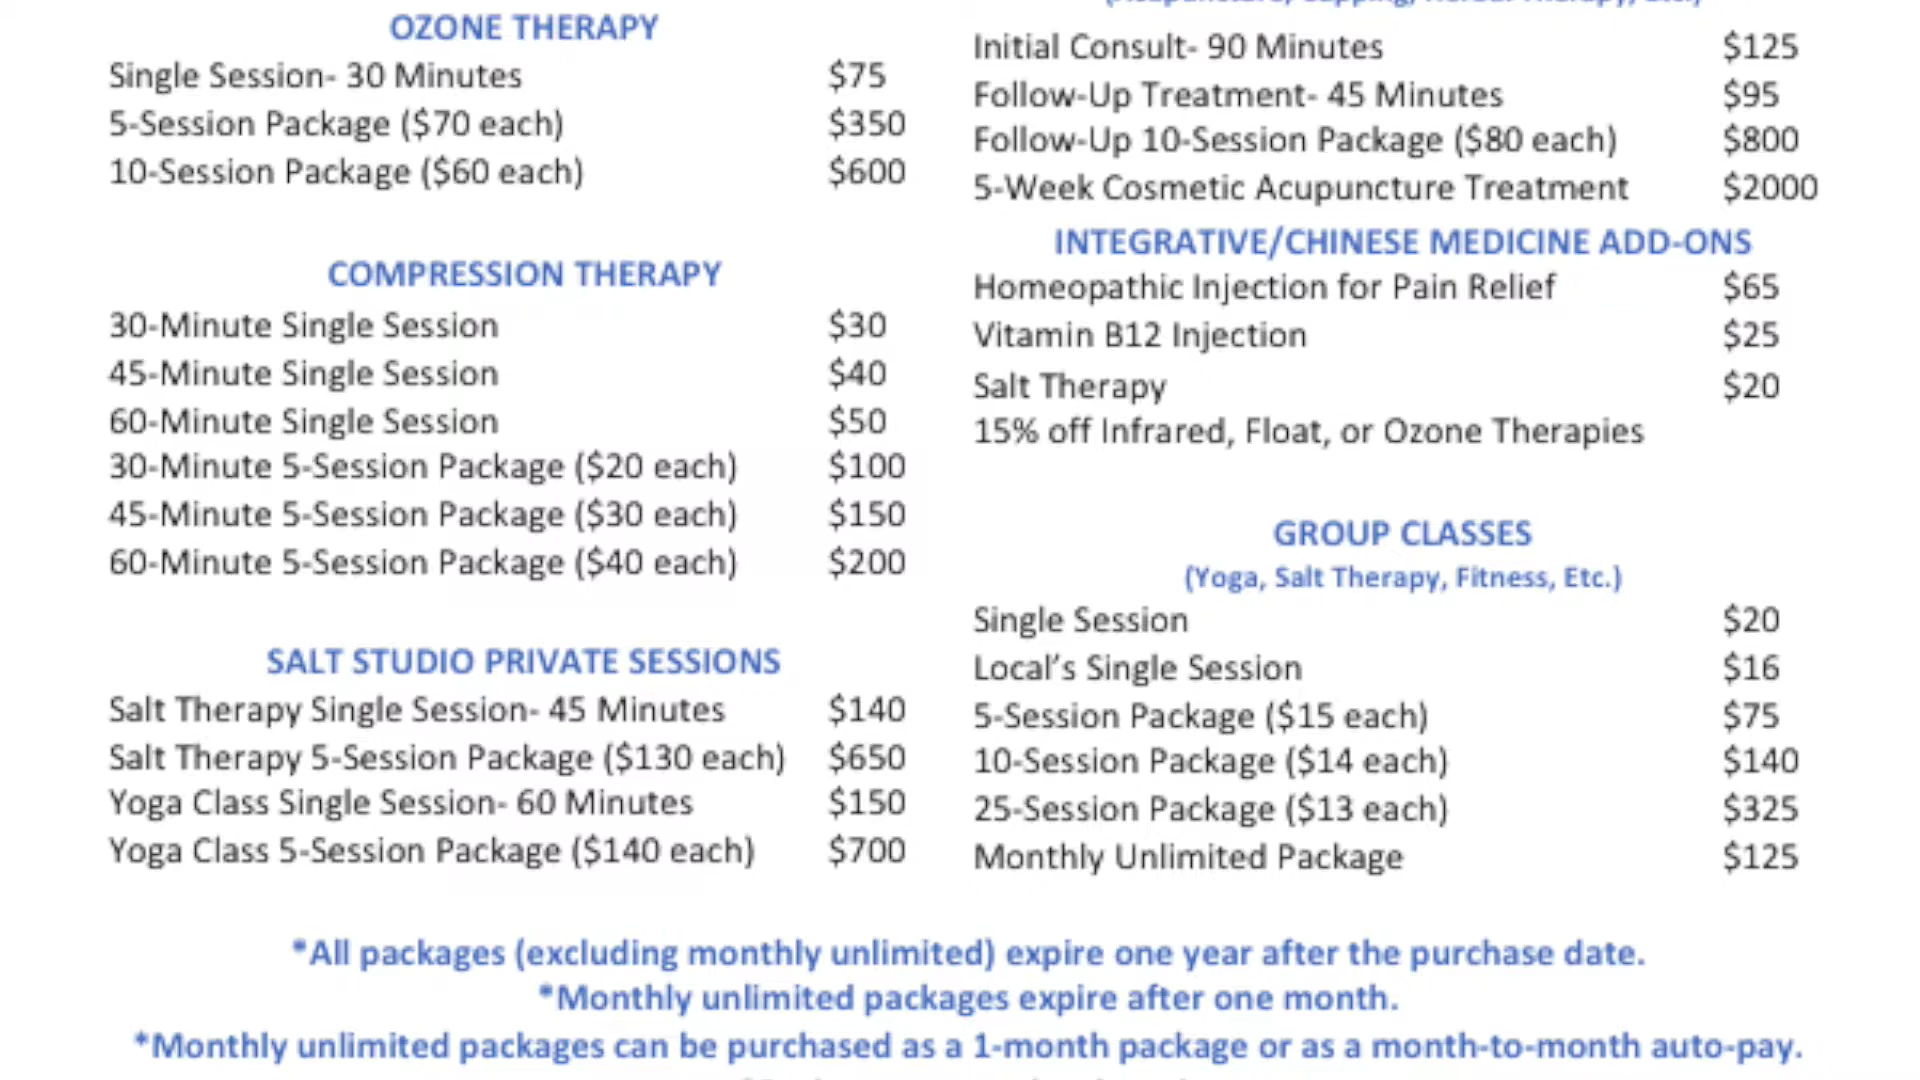 OZONE THERAPY
Single Session- 30 Minutes $75
5-Session Package ($70 each) $350
10-Session Package ($60 each) $600
COMPRESSION THERAPY
30-Minute Single Session $30
45-Minute Single Session $40
60-Minute Single Session $50
30-Minute 5-Session Package ($20 each) $100
45-Minute 5-Session Package ($30 each) $150
60-Minute 5-Session Package ($40 each) $200
SALT STUDIO PRIVATE SESSIONS
Salt Therapy Single Session- 45 Minutes $140
Salt Therapy 5-Session Package ($130 each) $650
Yoga Class Single Session- 60 Minutes $150
Yoga Class 5-Session Package ($140 each) $700
(Acupuncture, Cupping, Herbal Therapy, Etc.)
Initial Consult- 90 Minutes $125
Follow-Up Treatment- 45 Minutes $95
Follow-Up 10-Session Package ($80 each) $800
5-Week Cosmetic Acupuncture Treatment $2000
INTEGRATIVE/CHINESE MEDICINE ADD-ONS
Homeopathic Injection for Pain Relief $65
Vitamin B12 Injection $25
Salt Therapy $20
15% off Infrared, Float, or Ozone Therapies
GROUP CLASSES
(Yoga, Salt Therapy, Fitness, Etc.)
Single Session $20
Local’s Single Session $16
5-Session Package ($15 each) $75
10-Session Package ($14 each) $140
25-Session Package ($13 each) $325
Monthly Unlimited Package $125
*All packages (excluding monthly unlimited) expire one year after the purchase date.
*Monthly unlimited packages expire after one month.
*Monthly unlimited packages can be purchased as a 1-month package or as a month-to-month auto-pay.